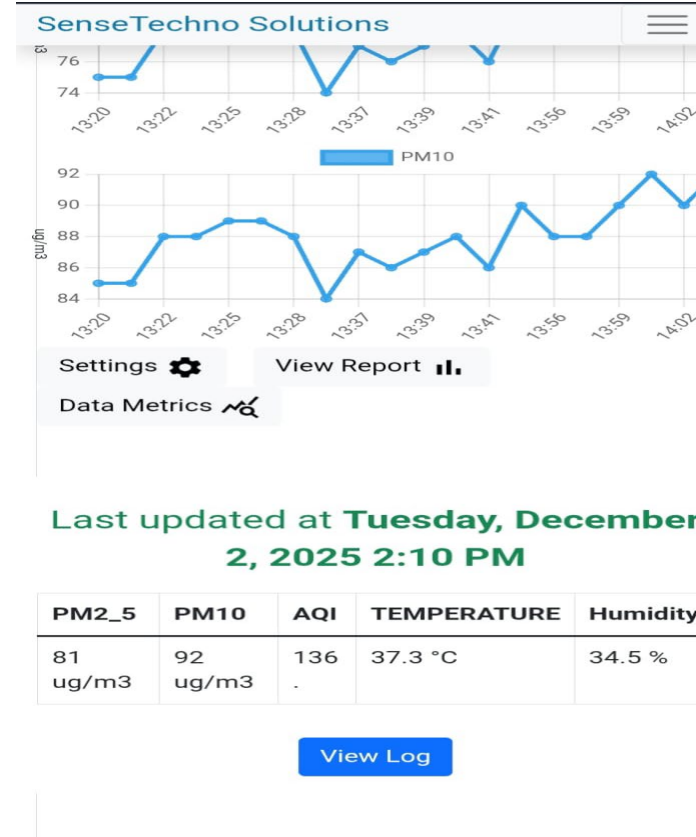 SenseTechno Solutions
76
74
13:20 13:22 13:25 13:28 13:37 13:39 13:41 13:56 13:59 14:02
PM10
ug/m3
92
90
88
86
84
13:20 13:22 13:25 13:28 13:37 13:39 13:41 13:56 13:59 14:02
Settings View Report
Data Metrics
Last updated at Tuesday, December
2, 2025 2:10 PM
PM2_5 PM10 AQI TEMPERATURE Humidity
81 92 136 37.3 °C 34.5 %
ug/m3 ug/m3 .
View Log